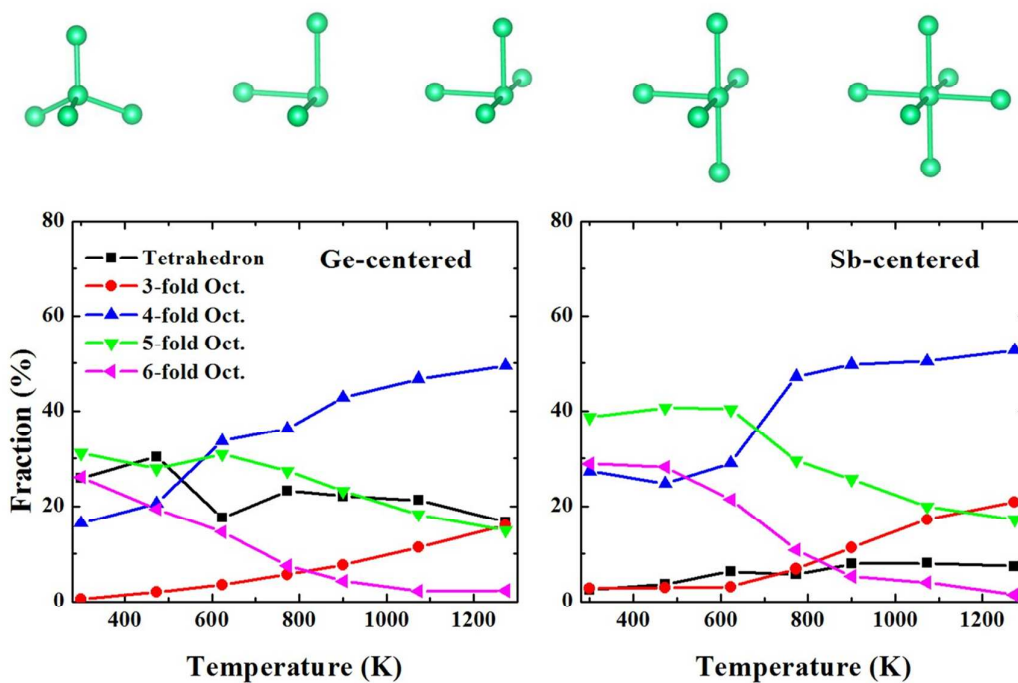 80
60
40
20
0
Fraction (%)
Ge-centered
Tetrahedron
3-fold Oct.
4-fold Oct.
5-fold Oct.
6-fold Oct.
400 600 800 1000 1200
Temperature (K)
80
60
40
20
0
Sb-centered
400 600 800 1000 1200
Temperature (K)